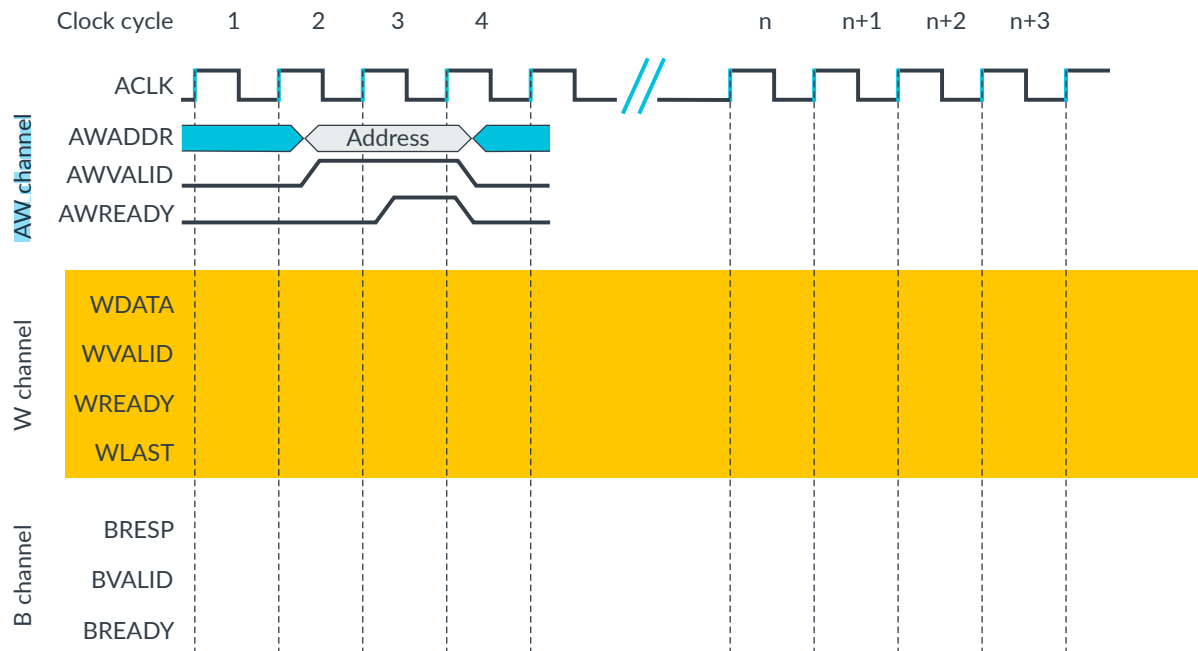 Clock cycle 1 2 3 4 n n+1 n+2 n+3
ACLK
AW channel
AWADDR Address
AWVALID
AWREADY
W channel
WDATA
WVALID
WREADY
WLAST
B channel
BRESP
BVALID
BREADY